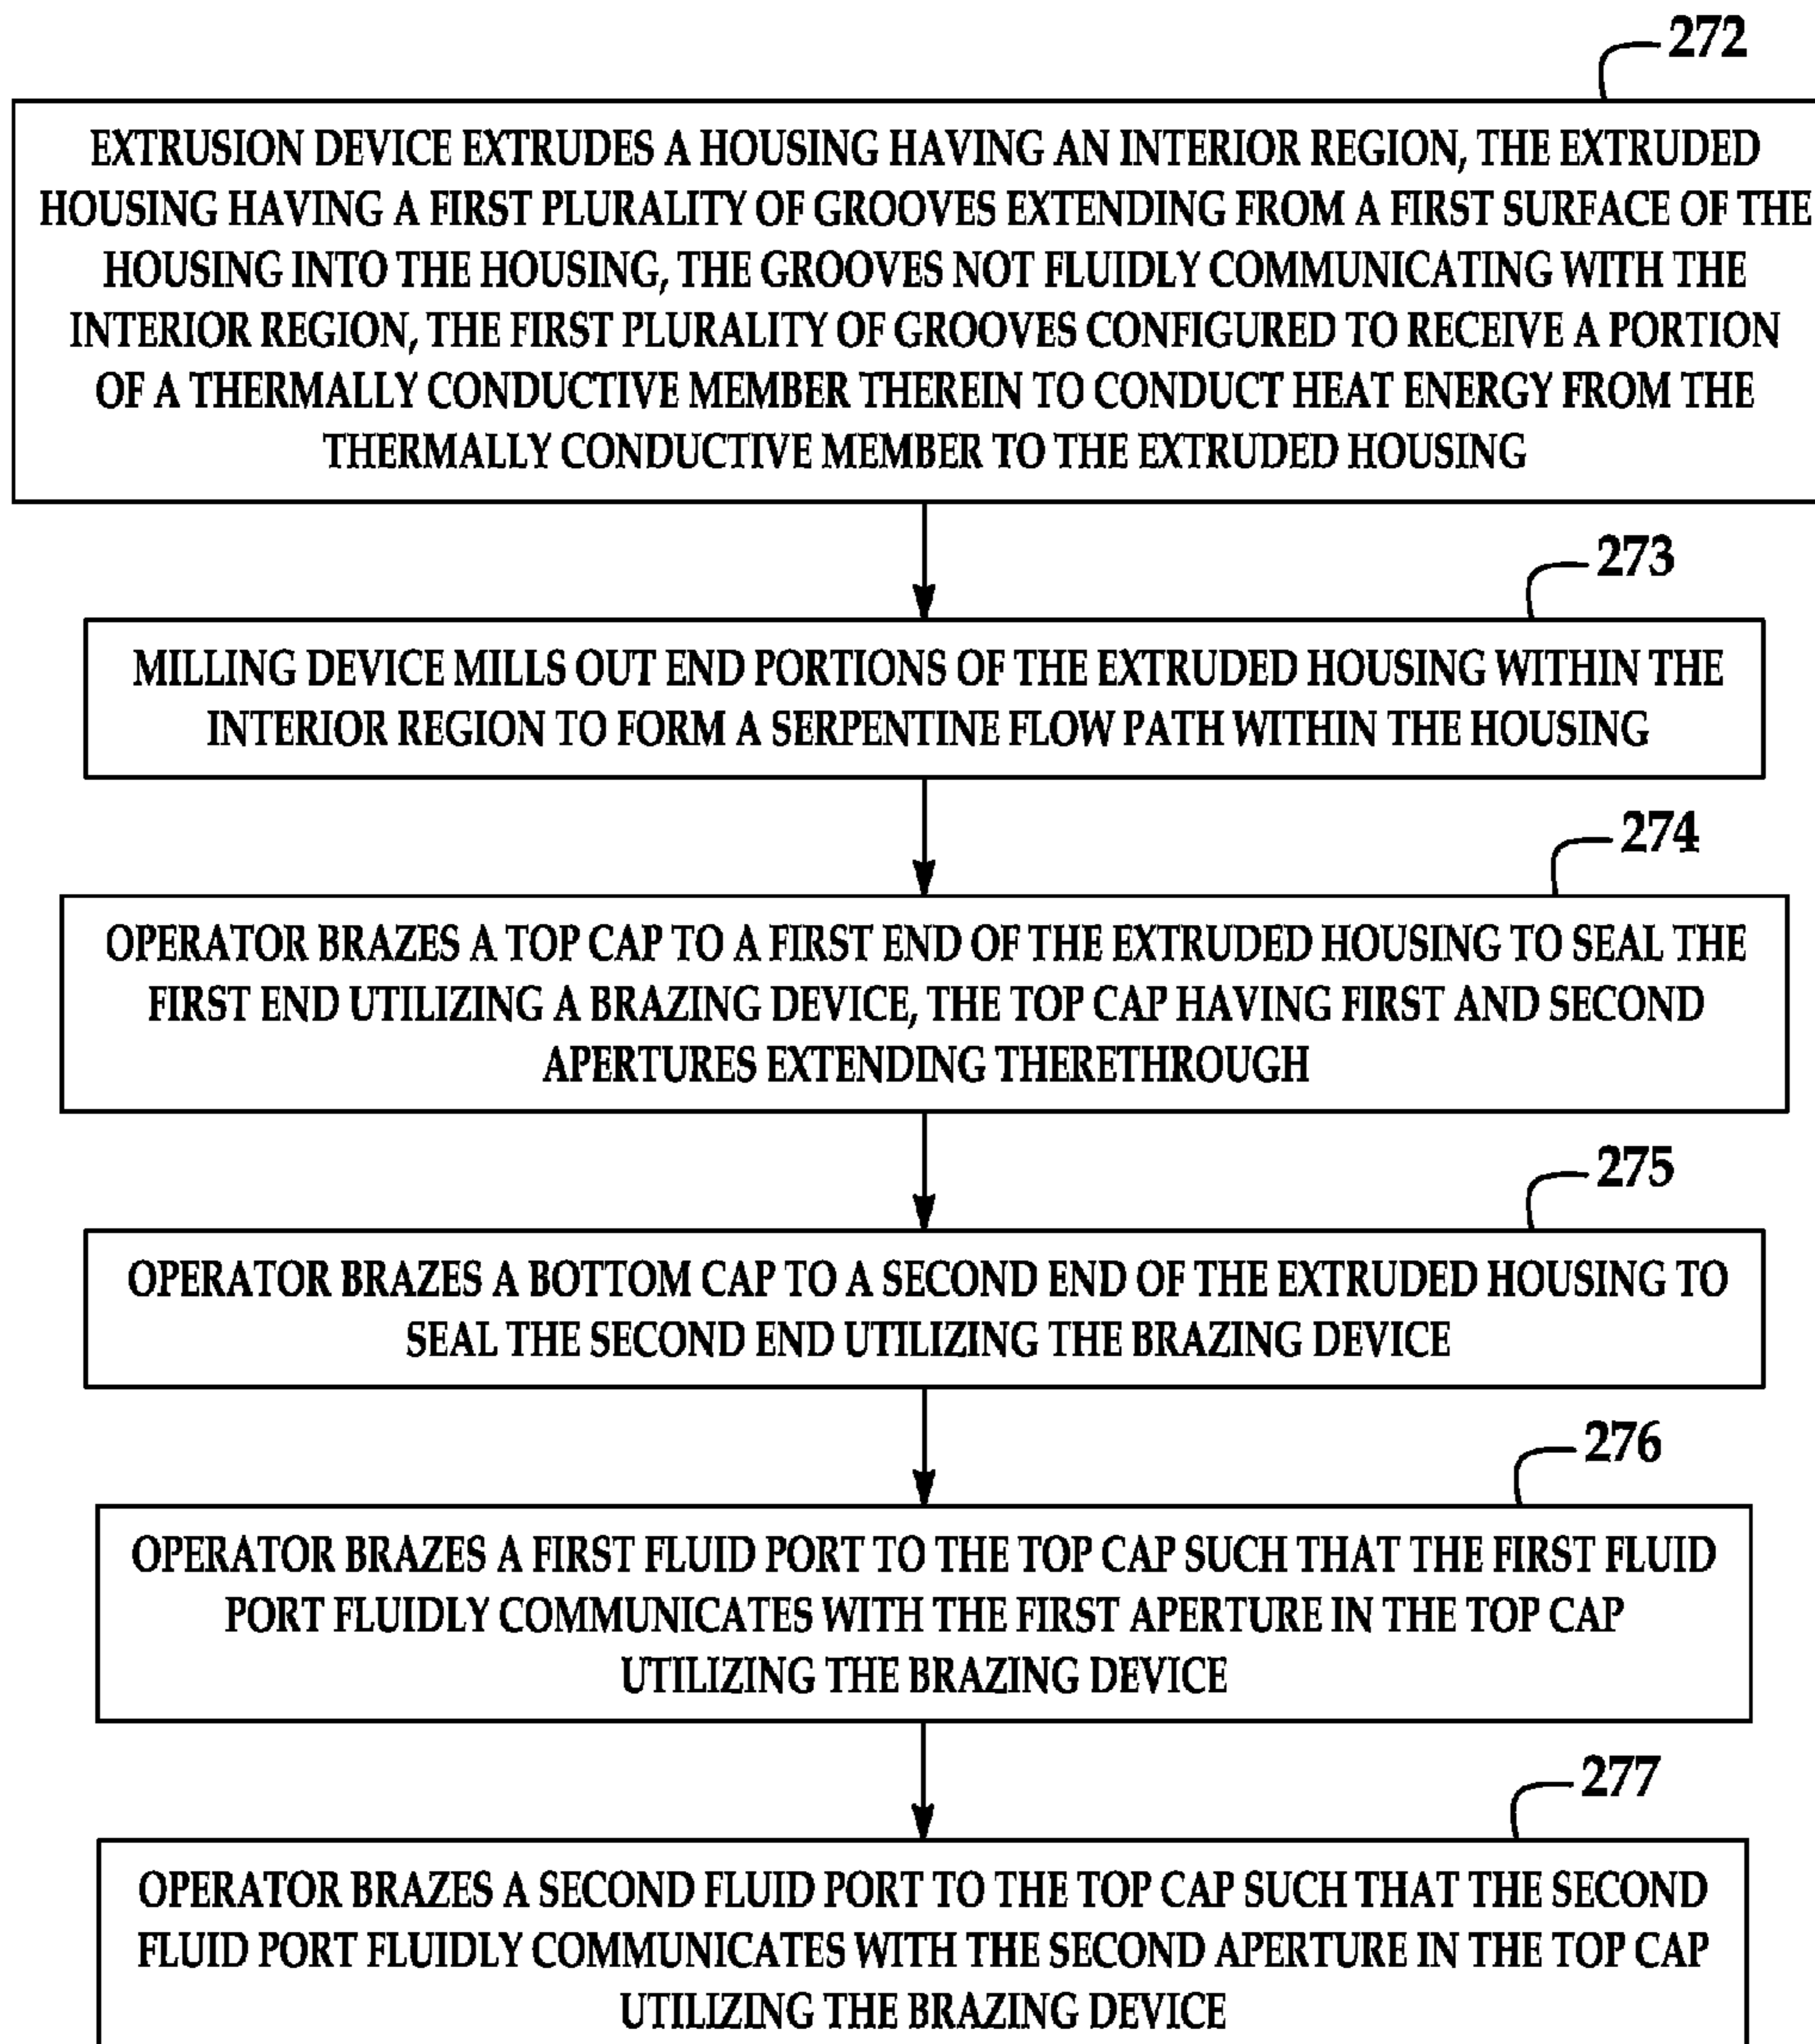 272
EXTRUSION DEVICE EXTRUDES A HOUSING HAVING AN INTERIOR REGION, THE EXTRUDED
HOUSING HAVING A FIRST PLURALITY OF GROOVES EXTENDING FROM A FIRST SURFACE OF THE
HOUSING INTO THE HOUSING, THE GROOVES NOT FLUIDLY COMMUNICATING WITH THE
INTERIOR REGION, THE FIRST PLURALITY OF GROOVES CONFIGURED TO RECEIVE A PORTION
OF A THERMALLY CONDUCTIVE MEMBER THEREIN TO CONDUCT HEAT ENERGY FROM THE
THERMALLY CONDUCTIVE MEMBER TO THE EXTRUDED HOUSING
273
MILLING DEVICE MILLS OUT END PORTIONS OF THE EXTRUDED HOUSING WITHIN THE
INTERIOR REGION TO FORM A SERPENTINE FLOW PATH WITHIN THE HOUSING
274
OPERATOR BRAZES A TOP CAP TO A FIRST END OF THE EXTRUDED HOUSING TO SEAL THE
FIRST END UTILIZING A BRAZING DEVICE, THE TOP CAP HAVING FIRST AND SECOND
APERTURES EXTENDING THERETHROUGH
275
OPERATOR BRAZES A BOTTOM CAP TO A SECOND END OF THE EXTRUDED HOUSING TO
SEAL THE SECOND END UTILIZING THE BRAZING DEVICE
276
OPERATOR BRAZES A FIRST FLUID PORT TO THE TOP CAP SUCH THAT THE FIRST FLUID
PORT FLUIDLY COMMUNICATES WITH THE FIRST APERTURE IN THE TOP CAP
UTILIZING THE BRAZING DEVICE
277
OPERATOR BRAZES A SECOND FLUID PORT TO THE TOP CAP SUCH THAT THE SECOND
FLUID PORT FLUIDLY COMMUNICATES WITH THE SECOND APERTURE IN THE TOP CAP
UTILIZING THE BRAZING DEVICE